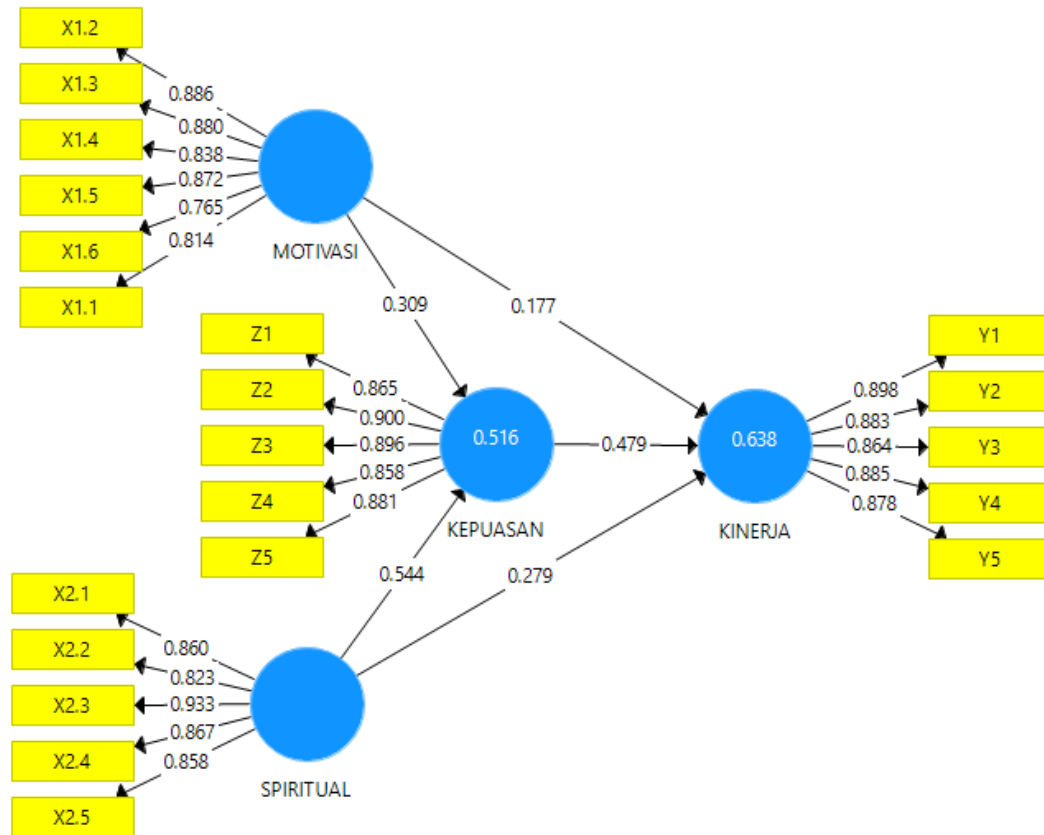 X1.2
X1.3
X1.4
X1.5
X1.6
X1.1
0.886
0.880
0.838
0.872
0.765
0.814
MOTIVASI
0.309
0.177
Z1
Z2
Z3
Z4
Z5
0.865
0.900
0.896
0.858
0.881
0.516
KEPUASAN
0.479
0.638
KINERJA
0.898
0.883
0.864
0.885
0.878
Y1
Y2
Y3
Y4
Y5
0.544
0.279
X2.1
X2.2
X2.3
X2.4
X2.5
0.860
0.823
0.933
0.867
0.858
SPIRITUAL